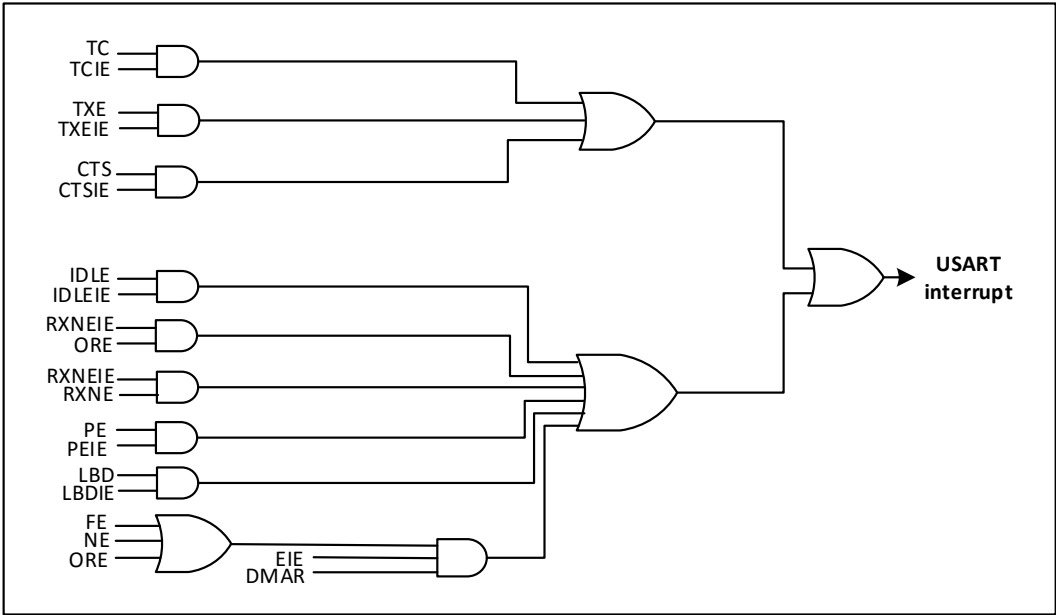 TC
TCIE
TXE
TXEIE
CTS
CTSIE
IDLE
IDLEIE
RXNEIE
ORE
RXNEIE
RXNE
PE
PEIE
LBD
LBDIE
FE
NE
ORE
EIE
DMAR
USART
interrupt